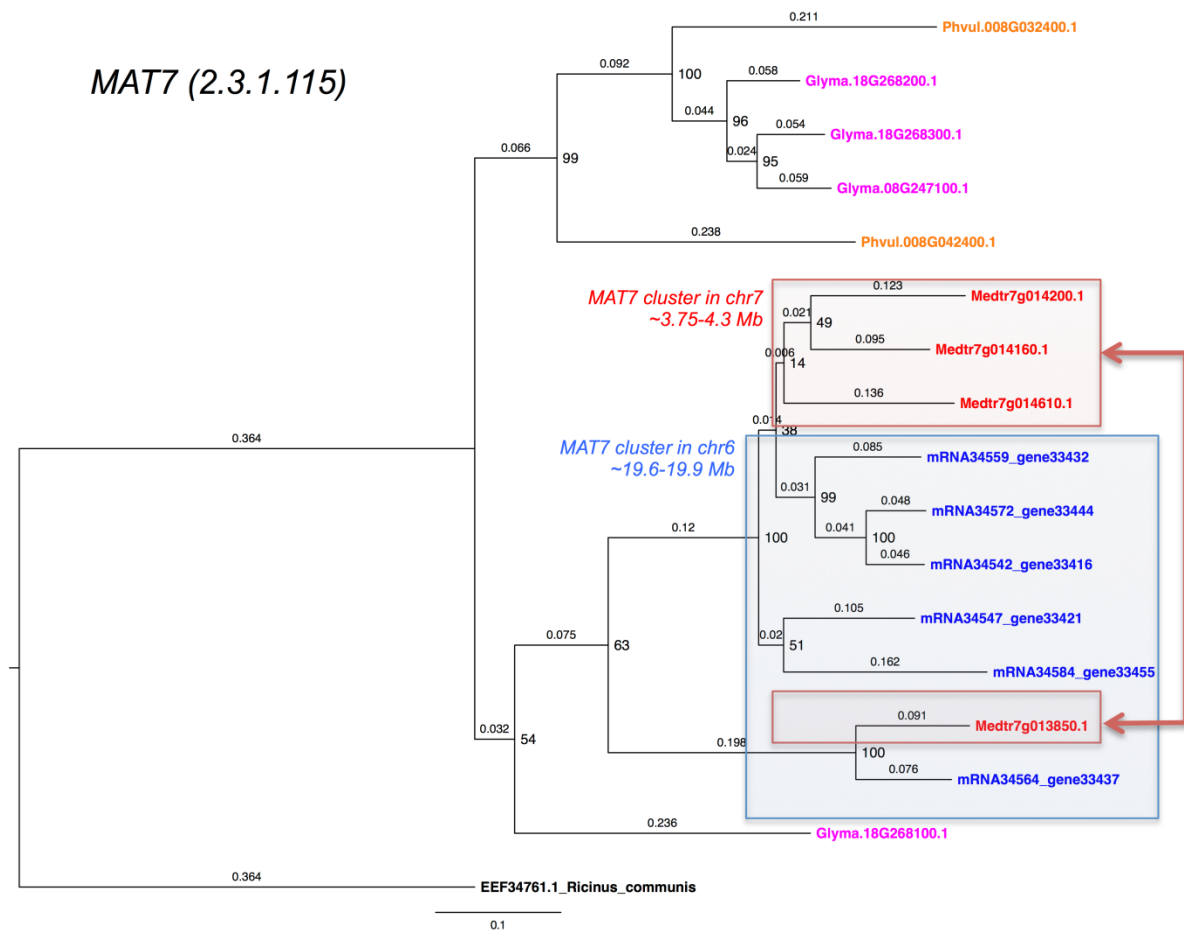 MAT7 (2.3.1.115)
0.211
Phvul.008G032400.1
0.092
100
0.058
Glyma.18G268200.1
0.044
96
0.054
Glyma.18G268300.1
0.024
95
0.066
99
0.059
Glyma.08G247100.1
0.238
Phvul.008G042400.1
MAT7 cluster in chr7
~3.75-4.3 Mb
0.123
Medtr7g014200.1
0.021
49
0.095
Medtr7g014160.1
0.006
14
0.136
Medtr7g014610.1
0.014
38
0.364
MAT7 cluster in chr6
~19.6-19.9 Mb
0.085
mRNA34559_gene33432
0.031
99
0.048
mRNA34572_gene33444
0.041
100
0.12
100
0.046
mRNA34542_gene33416
0.105
mRNA34547_gene33421
0.02
51
0.075
63
0.162
mRNA34584_gene33455
0.091
Medtr7g013850.1
0.032
54
0.198
100
0.076
mRNA34564_gene33437
0.236
Glyma.18G268100.1
0.364
EEF34761.1_Ricinus_communis
0.1